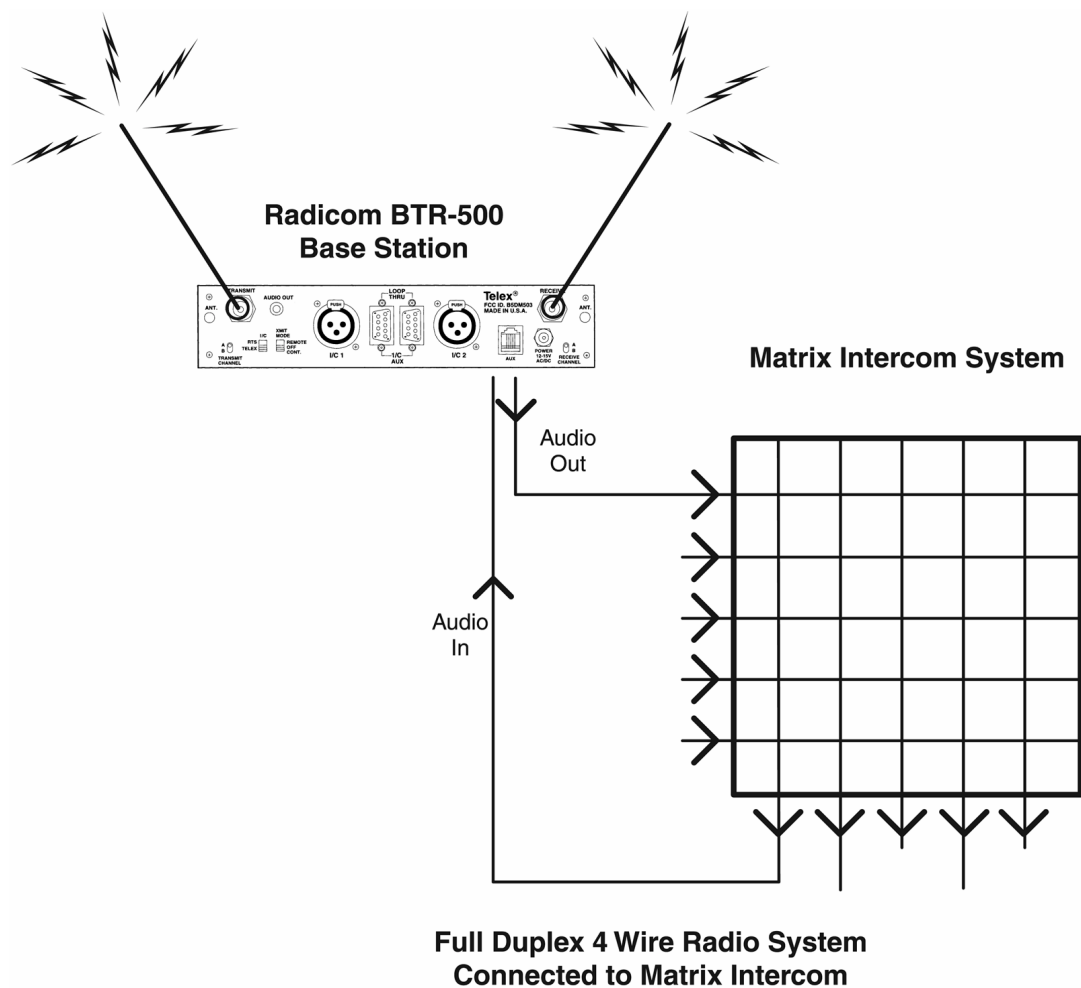 Radicom BTR-500
Base Station
TRANSMIT
ANT.
AUDIO OUT
I/C
RTS
TELEX
XMIT
MODE
REMOTE
OFF
CONT.
A
B
TRANSMIT
CHANNEL
PUSH
I/C 1
LOOP
THRU
I/C
AUX
PUSH
I/C 2
Telex®
FCC ID. B5DM503
MADE IN U.S.A.
AUX
RECEIVE
ANT
POWER
12-15V
AC/DC
A
B
RECEIVE
CHANNEL
Matrix Intercom System
Audio
Out
Audio
In
Full Duplex 4 Wire Radio System
Connected to Matrix Intercom